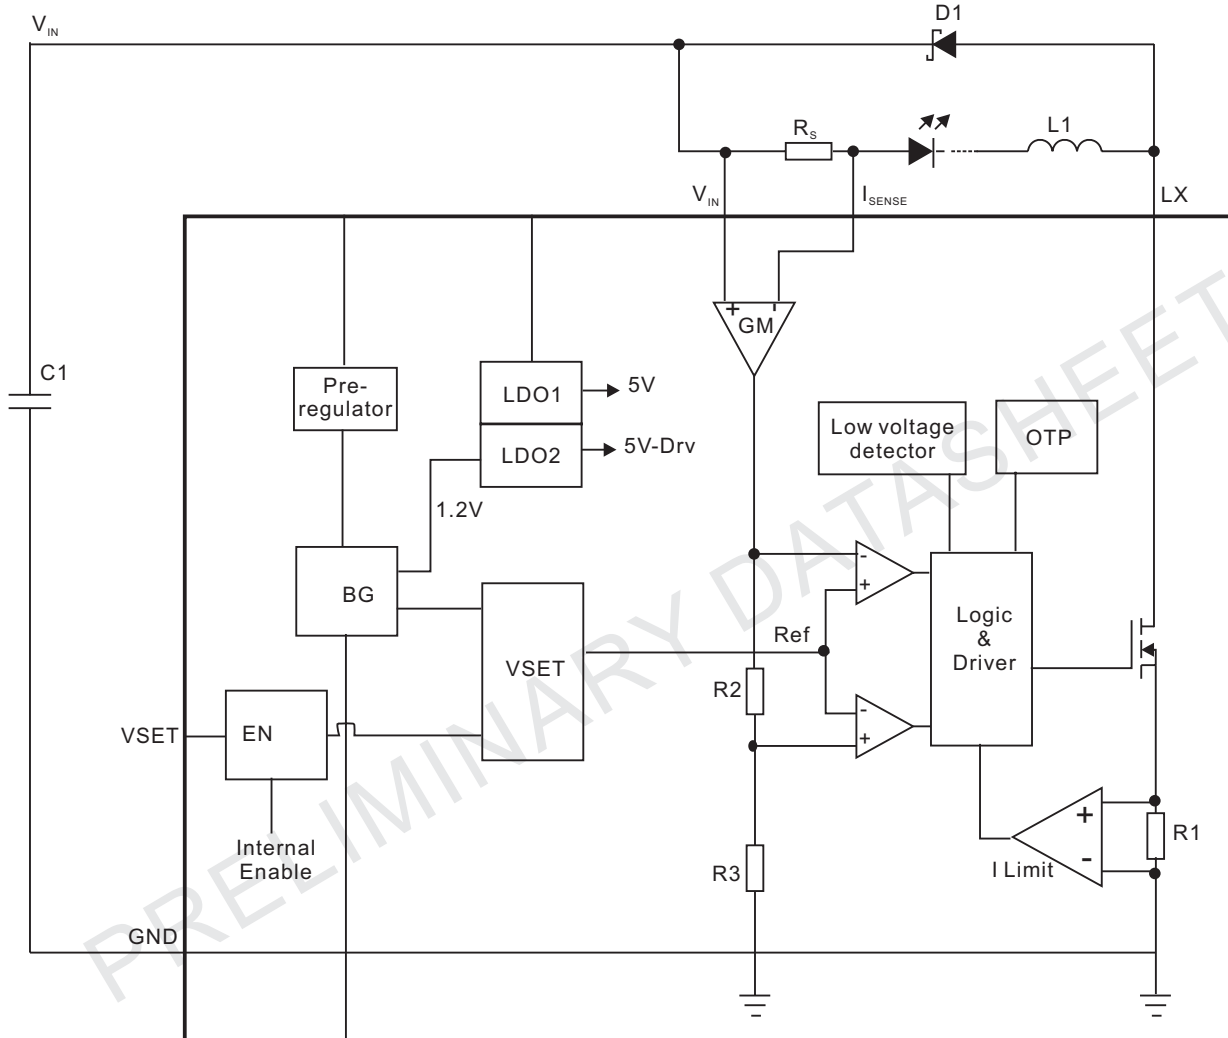 D1
VIN
Rs
L1
VIN
ISENSE
LX
+
-
GM
C1
Pre-
regulator
LDO1
5V
LDO2
5V-Drv
1.2V
Low voltage
detector
OTP
BG
-
+
Logic
&
Driver
Ref
VSET
R2
VSET
EN
-
+
Internal
Enable
R3
+
-
I Limit
R1
GND
PRELIMINARY DATASHEET